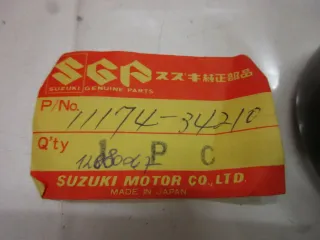 SGP スズキ純正部品
SUZUKI GENUINE PARTS
P/No. 11174-34210
Q'ty 1 P C
SUZUKI MOTOR CO., LTD.
MADE IN JAPAN